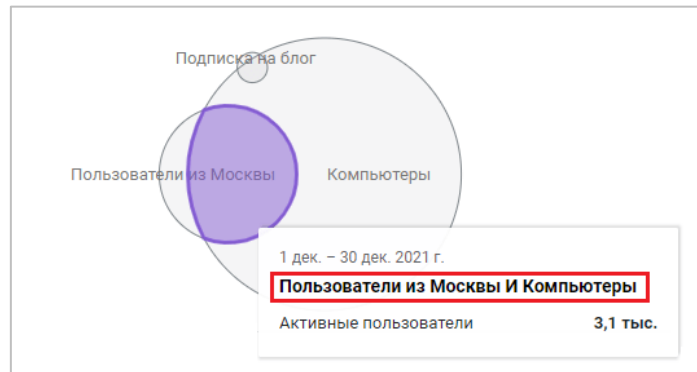 Подписка на блог
Пользователи из Москвы
Компьютеры
1 дек. – 30 дек. 2021 г.
Пользователи из Москвы И Компьютеры
Активные пользователи 3,1 тыс.